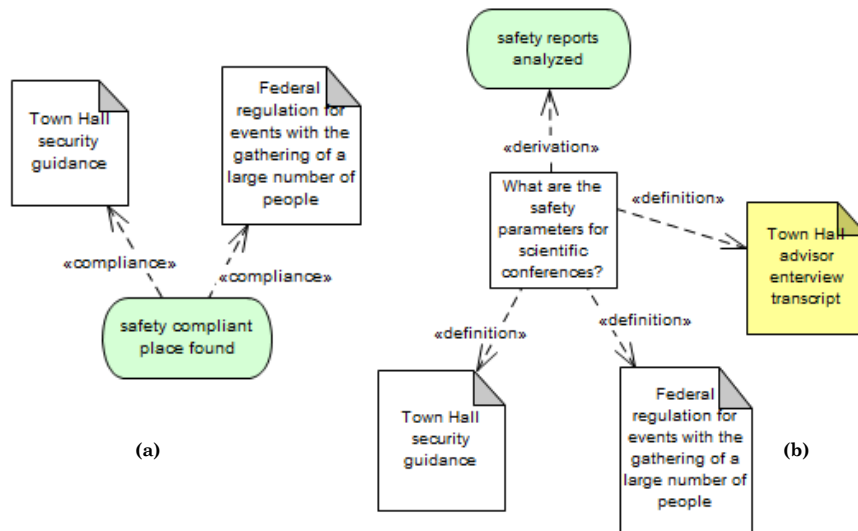 Town Hall
security
guidance
Federal
regulation for
events with the
gathering of a
large number of
people
«compliance»
«compliance»
safety compliant
place found
(a)
safety reports
analyzed
«derivation»
What are the
safety
parameters for
scientific
conferences?
«definition»
Town Hall
advisor
enterview
transcript
«definition»
«definition»
Town Hall
security
guidance
Federal
regulation for
events with the
gathering of a
large number of
people
(b)